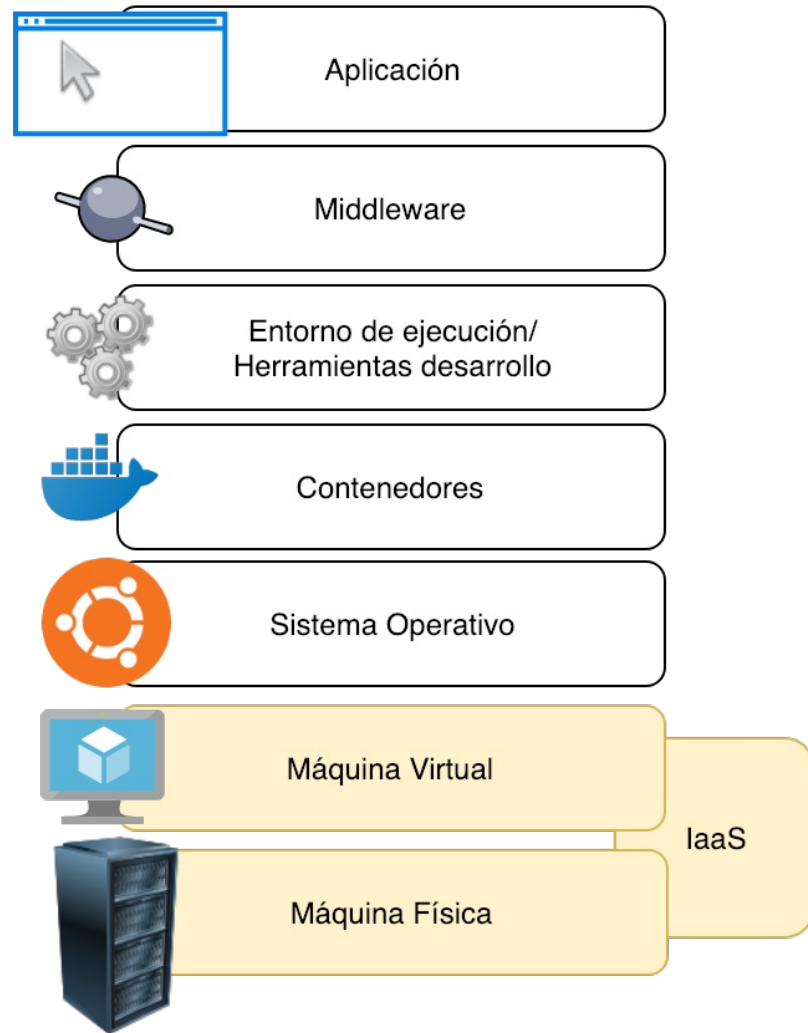 Aplicación
Middleware
Entorno de ejecución/
Herramientas desarrollo
Contenedores
Sistema Operativo
Máquina Virtual
IaaS
Máquina Física